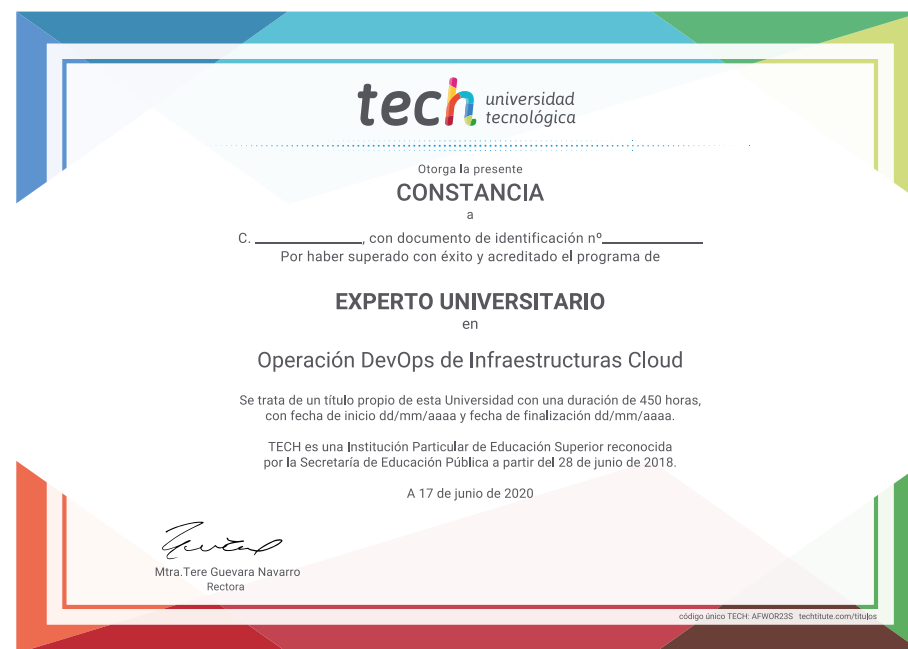 tech universidad
tecnológica
Otorga la presente
CONSTANCIA
a
C. ____________, con documento de identificación nº____________
Por haber superado con éxito y acreditado el programa de
EXPERTO UNIVERSITARIO
en
Operación DevOps de Infraestructuras Cloud
Se trata de un título propio de esta Universidad con una duración de 450 horas,
con fecha de inicio dd/mm/aaaa y fecha de finalización dd/mm/aaaa.
TECH es una Institución Particular de Educación Superior reconocida
por la Secretaría de Educación Pública a partir del 28 de junio de 2018.
A 17 de junio de 2020
Mtra.Tere Guevara Navarro
Rectora
código único TECH: AFWOR23S techtitute.com/titulos